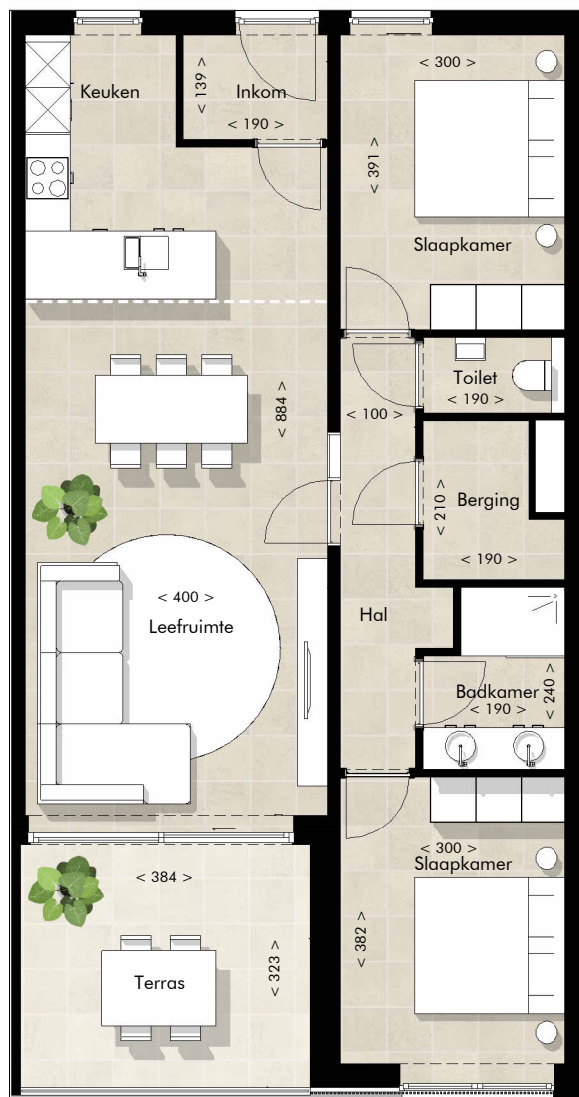 Keuken
< 139 >
Inkom
< 190 >
< 300 >
< 391 >
Slaapkamer
Toilet
< 190 >
< 884 >
< 100 >
< 210 >
Berging
< 190 >
< 400 >
Leefruimte
Hal
Badkamer
< 190 >
< 240 >
< 300 >
Slaapkamer
< 382 >
< 384 >
< 323 >
Terras